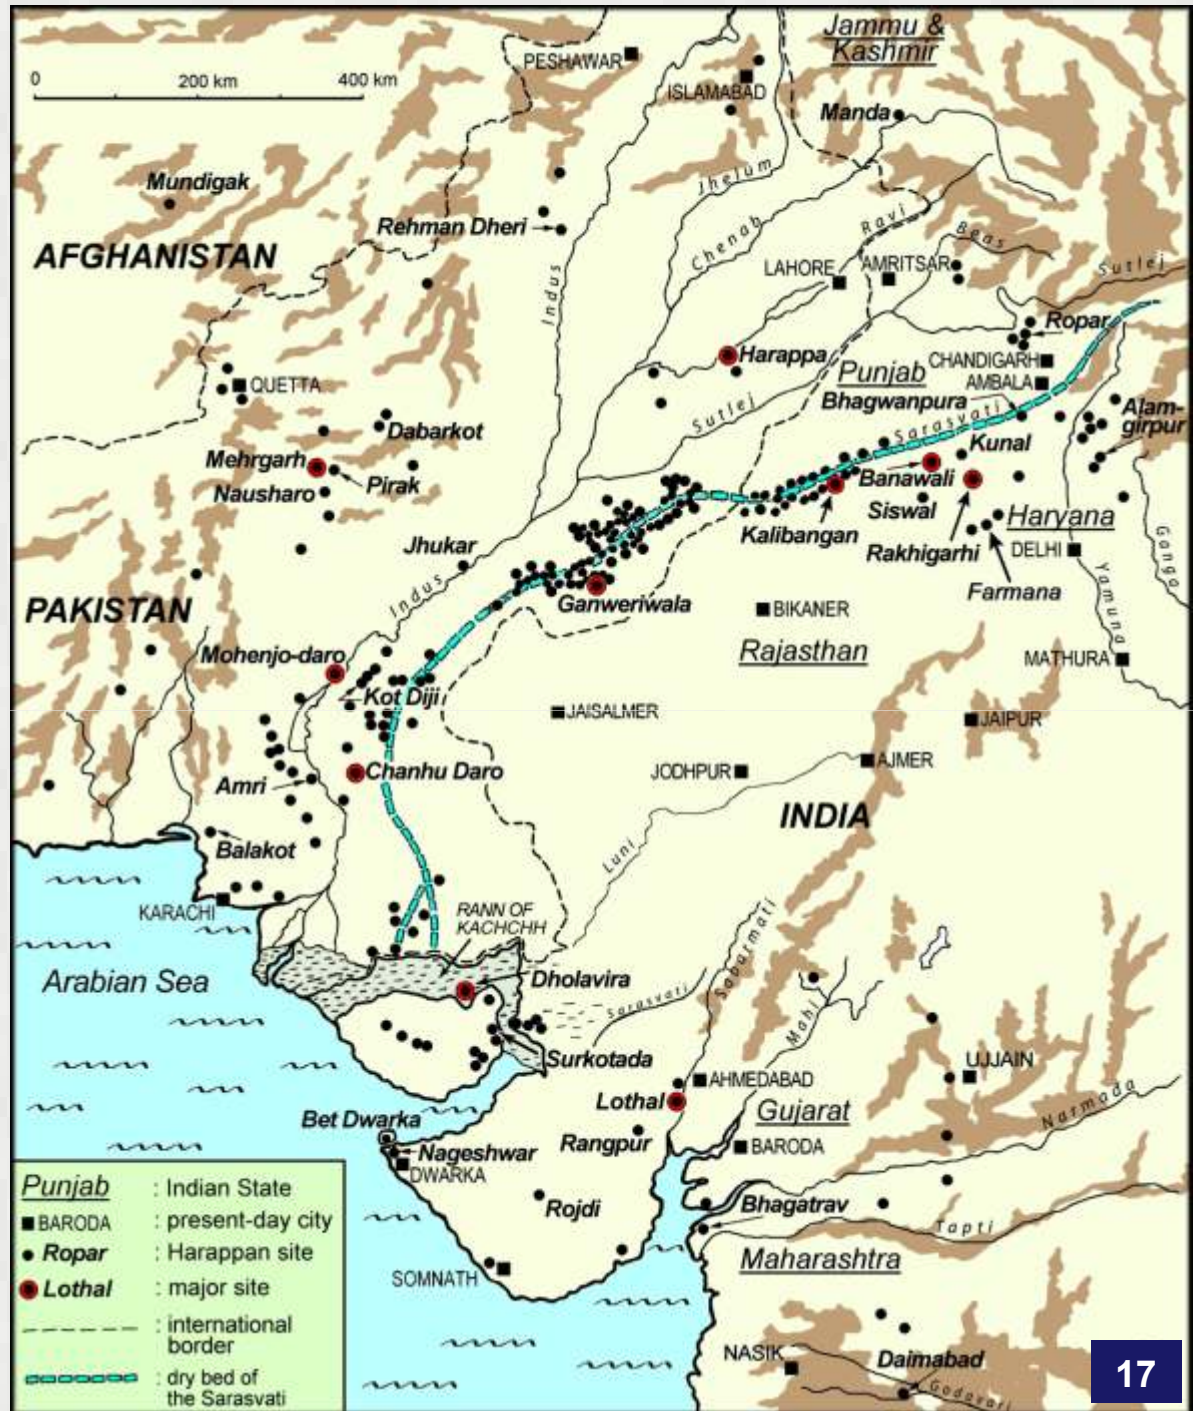 Jammu &
Kashmir
PESHAWAR
0
200 km
400 km
ISLAMABAD
Manda
Jhelum
Mundigak
Chenab
Ravi
Rehman Dheri
Beas
AFGHANISTAN
LAHORE
AMRITSAR
Sutlej
Indus
Ropar
Harappa
CHANDIGARH
Punjab
AMBALA
QUETTA
Bhagwanpura
Alam-
girpur
Sutlej
Sarasvati
Dabarkot
Kunal
Mehrgarh
Pirak
Banawali
Nausharo
Siswal
Haryana
Kalibangan
Jhukar
Rakhigarhi
DELHI
Ganga
Indus
Farmana
Yamuna
PAKISTAN
Ganweriwala
BIKANER
Mohenjo-daro
Rajasthan
MATHURA
Kot Diji
JAISALMER
JAIPUR
Chanhu Daro
JODHPUR
AJMER
Amri
INDIA
Balakot
Luni
KARACHI
RANN OF
KACHCHH
Sabarmati
Arabian Sea
Dholavira
Sarasvati
Mahi
Surkotada
UJJAIN
AHMEDABAD
Lothal
Gujarat
Narmada
Bet Dwarka
Rangpur
Nageshwar
BARODA
DWARKA
Rojdi
Bhagatrav
Tapti
Maharashtra
SOMNATH
NASIK
Daimabad
Godavari
Punjab : Indian State
BARODA : present-day city
Ropar : Harappan site
Lothal : major site
: international
border
: dry bed of
the Sarasvati
17